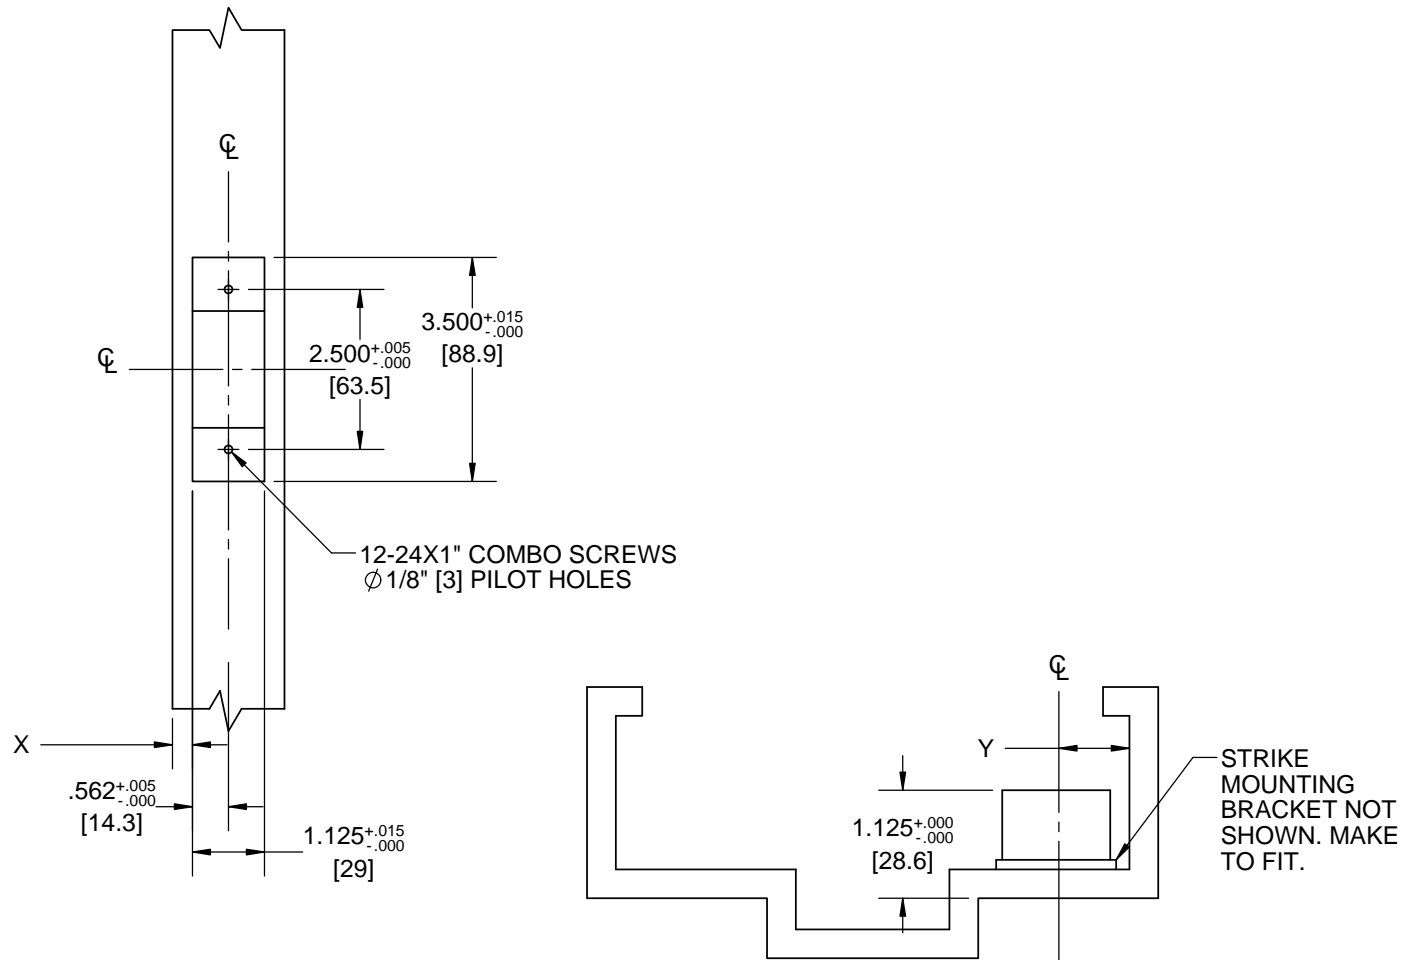 ℄
3.500+.015
-.000
[88.9]
2.500+.005
-.000
[63.5]
℄
12-24X1" COMBO SCREWS
∅1/8" [3] PILOT HOLES
X
.562+.005
-.000
[14.3]
1.125+.015
-.000
[29]
℄
Y
1.125+.000
-.000
[28.6]
STRIKE
MOUNTING
BRACKET NOT
SHOWN. MAKE
TO FIT.